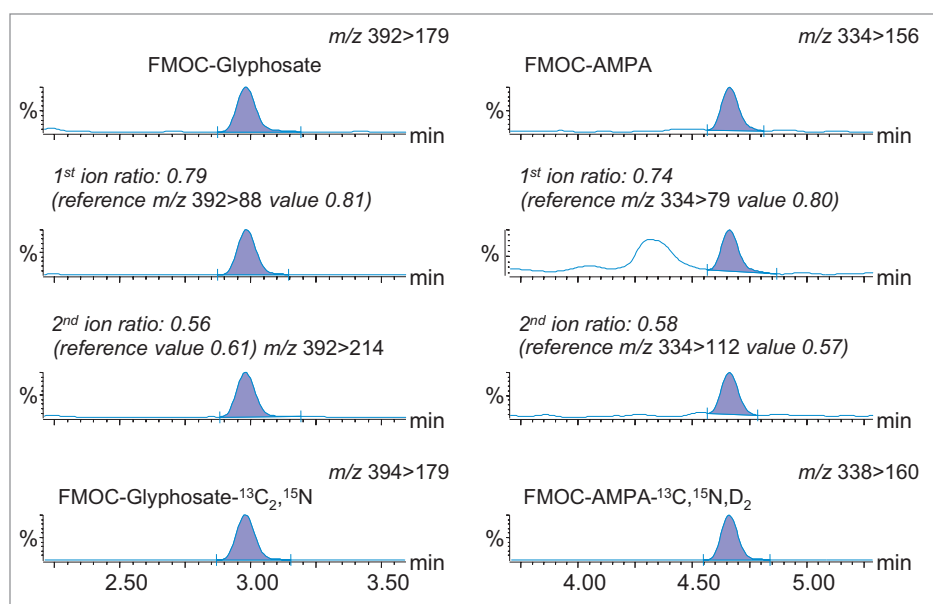 m/z 392>179
FMOC-Glyphosate
%
min
1st ion ratio: 0.79
(reference m/z 392>88 value 0.81)
%
min
2nd ion ratio: 0.56
(reference value 0.61) m/z 392>214
%
min
m/z 394>179
FMOC-Glyphosate-¹³C₂,¹⁵N
%
min
2.50 3.00 3.50
m/z 334>156
FMOC-AMPA
%
min
1st ion ratio: 0.74
(reference m/z 334>79 value 0.80)
%
min
2nd ion ratio: 0.58
(reference m/z 334>112 value 0.57)
%
min
m/z 338>160
FMOC-AMPA-¹³C,¹⁵N,D₂
%
min
4.00 4.50 5.00